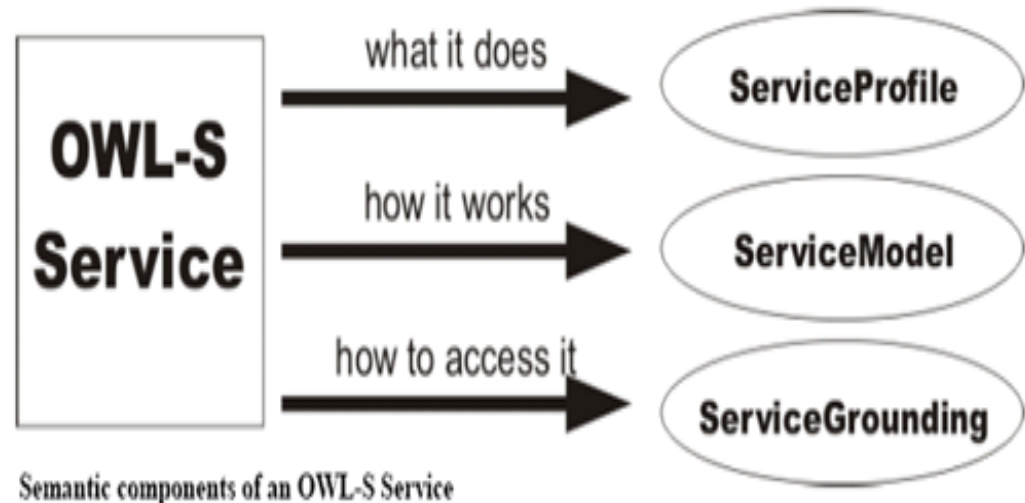 OWL-S
Service
what it does
ServiceProfile
how it works
ServiceModel
how to access it
ServiceGrounding
Semantic components of an OWL-S Service